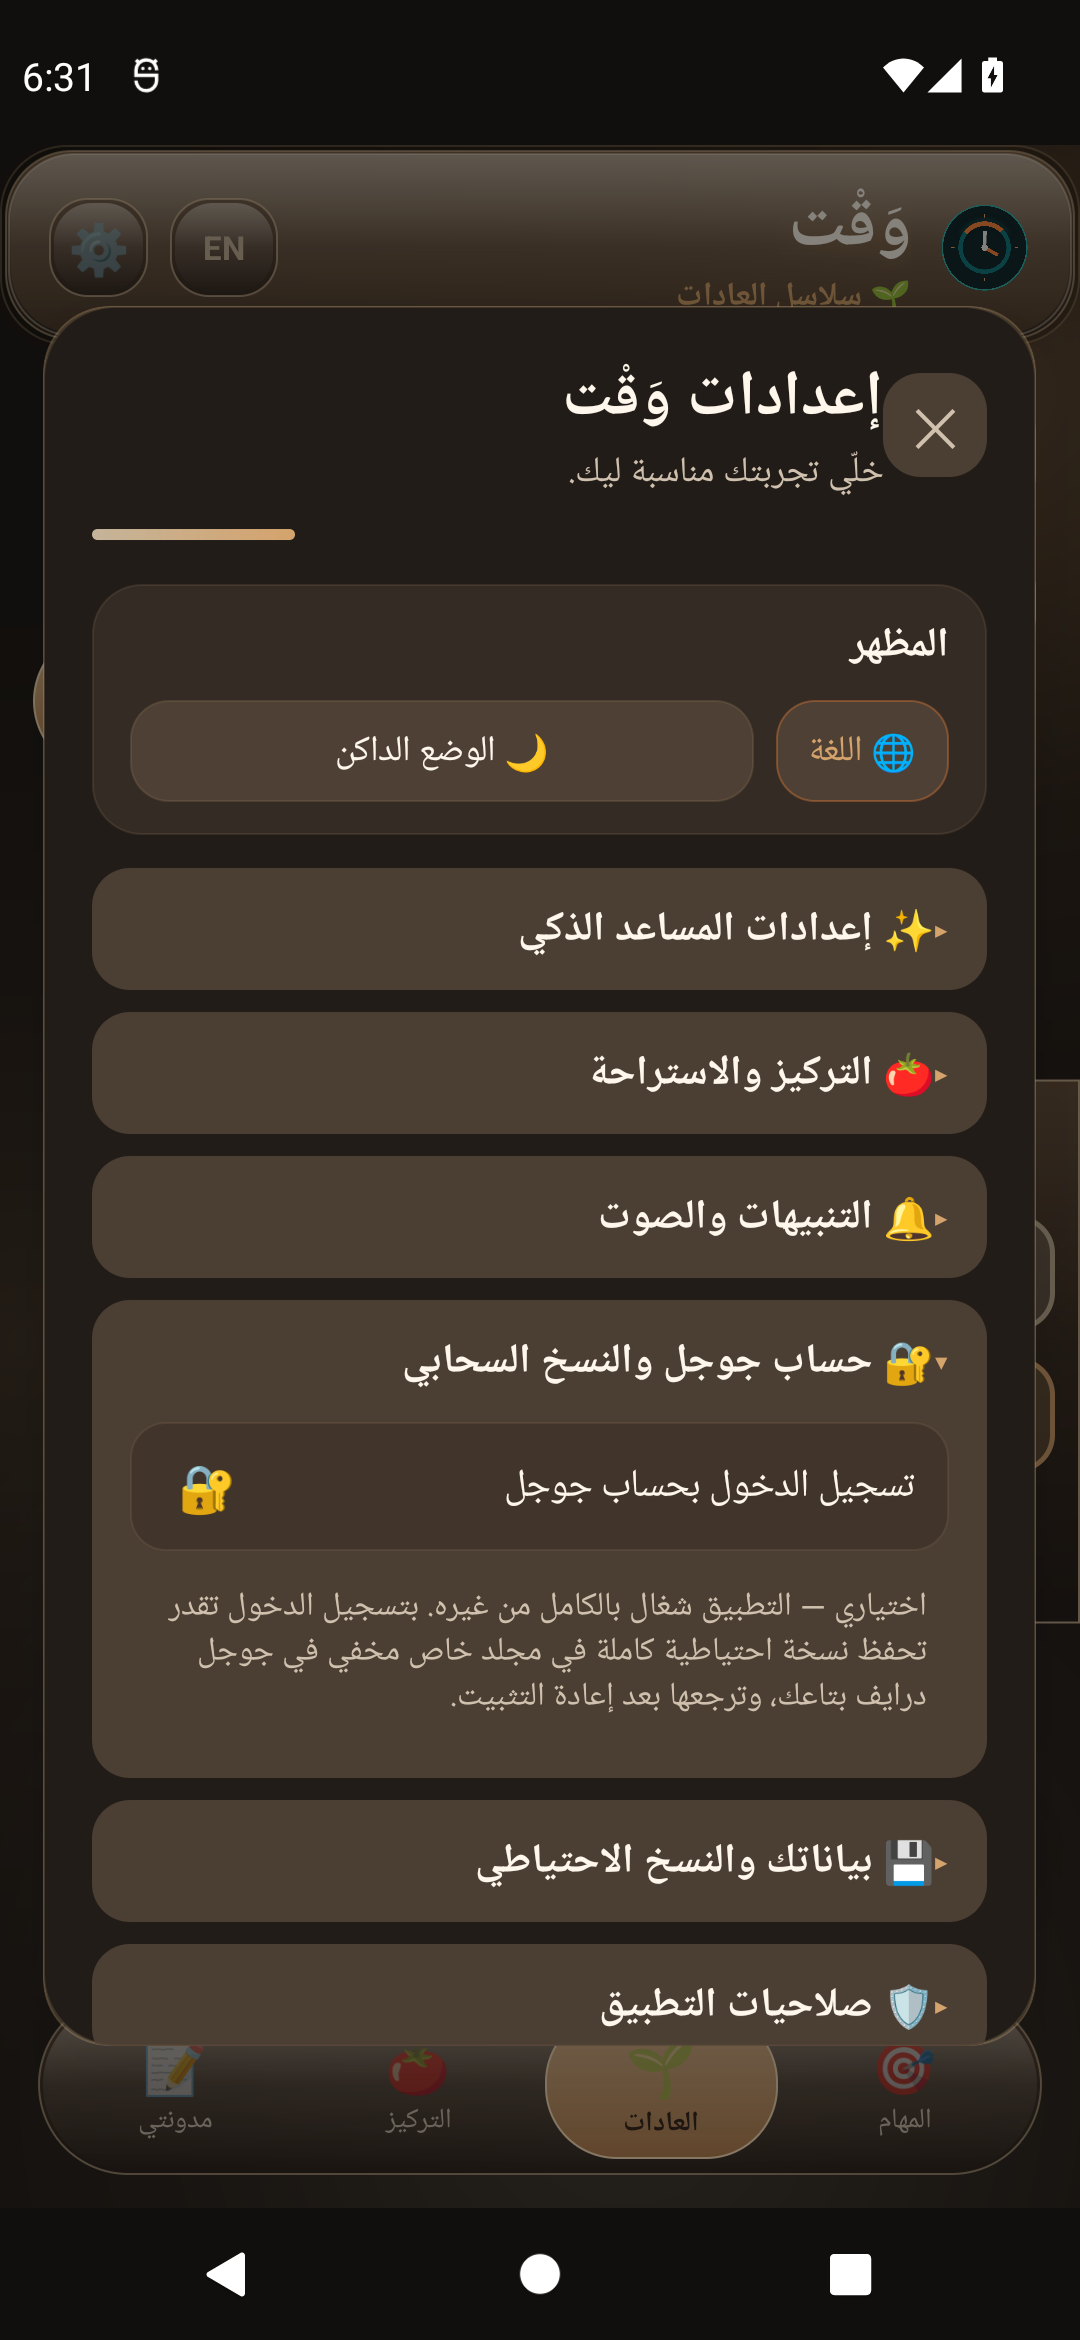 6:31
وَقْت
🌱 سلاسل العادات
EN
إعدادات وَقْت
خلّي تجربتك مناسبة ليك.
المظهر
🌐 اللغة
🌙 الوضع الداكن
✨ إعدادات المساعد الذكي
🍅 التركيز والاستراحة
🔔 التنبيهات والصوت
🔐 حساب جوجل والنسخ السحابي
تسجيل الدخول بحساب جوجل
اختياري — التطبيق شغال بالكامل من غيره. بتسجيل الدخول تقدر
تحفظ نسخة احتياطية كاملة في مجلد خاص مخفي في جوجل
درايف بتاعك، وترجعها بعد إعادة التثبيت.
💾 بياناتك والنسخ الاحتياطي
🛡️ صلاحيات التطبيق
المهام
العادات
التركيز
مدونتي